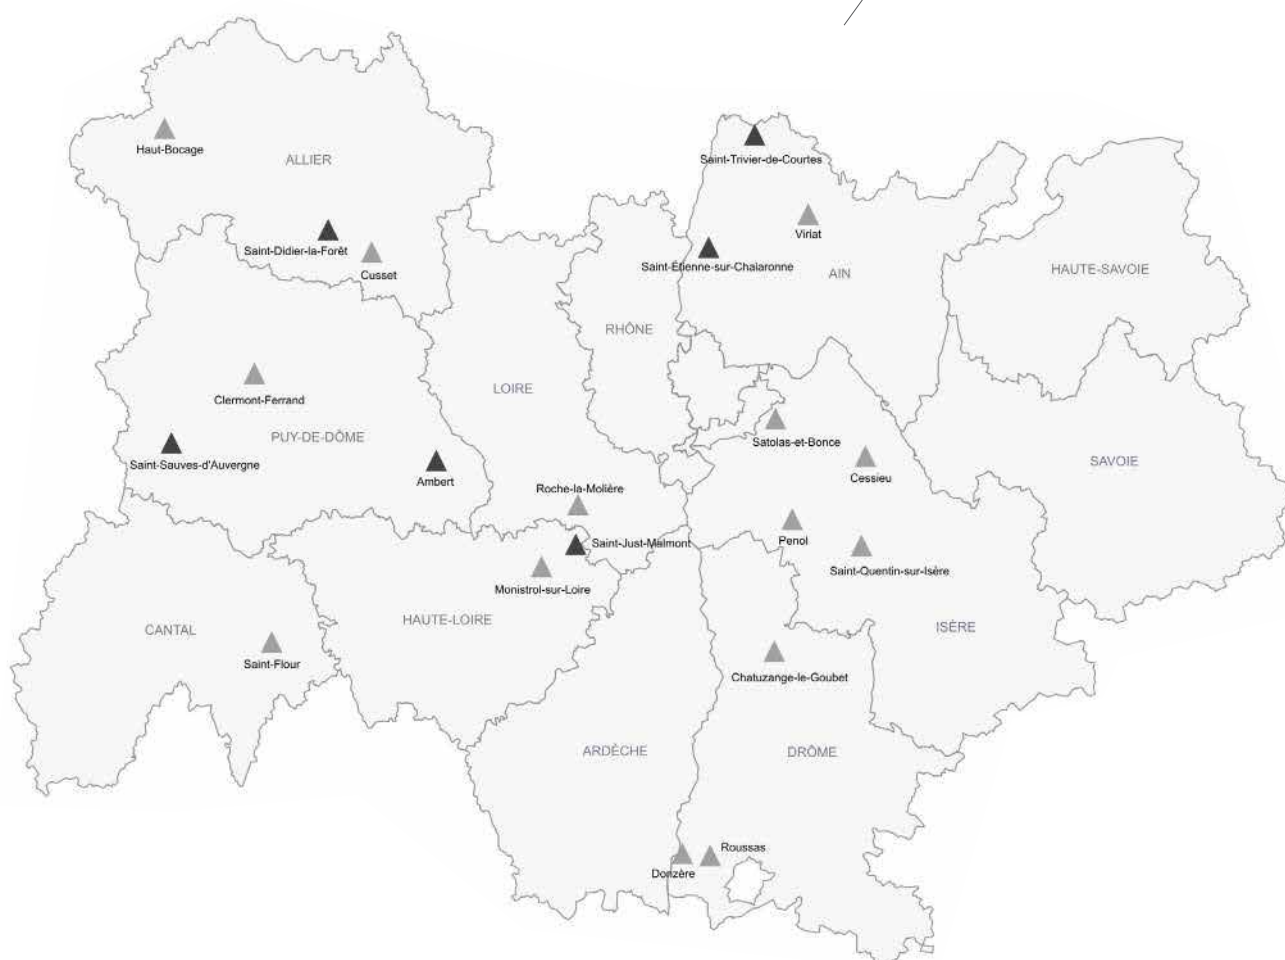 Haut-Bocage
ALLIER
Saint-Trivier-de-Courtes
Saint-Didier-la-Forêt
Cusset
Viriat
Saint-Étienne-sur-Chalaronne
AIN
HAUTE-SAVOIE
RHÔNE
LOIRE
Clermont-Ferrand
PUY-DE-DÔME
Saint-Sauves-d'Auvergne
Ambert
Satolas-et-Bonce
Cessieu
SAVOIE
Roche-la-Molière
Saint-Just-Malmont
Penol
Saint-Quentin-sur-Isère
Monistrol-sur-Loire
HAUTE-LOIRE
CANTAL
ISÈRE
Saint-Flour
Chatuzange-le-Goubet
ARDÈCHE
DRÔME
Roussas
Donzère